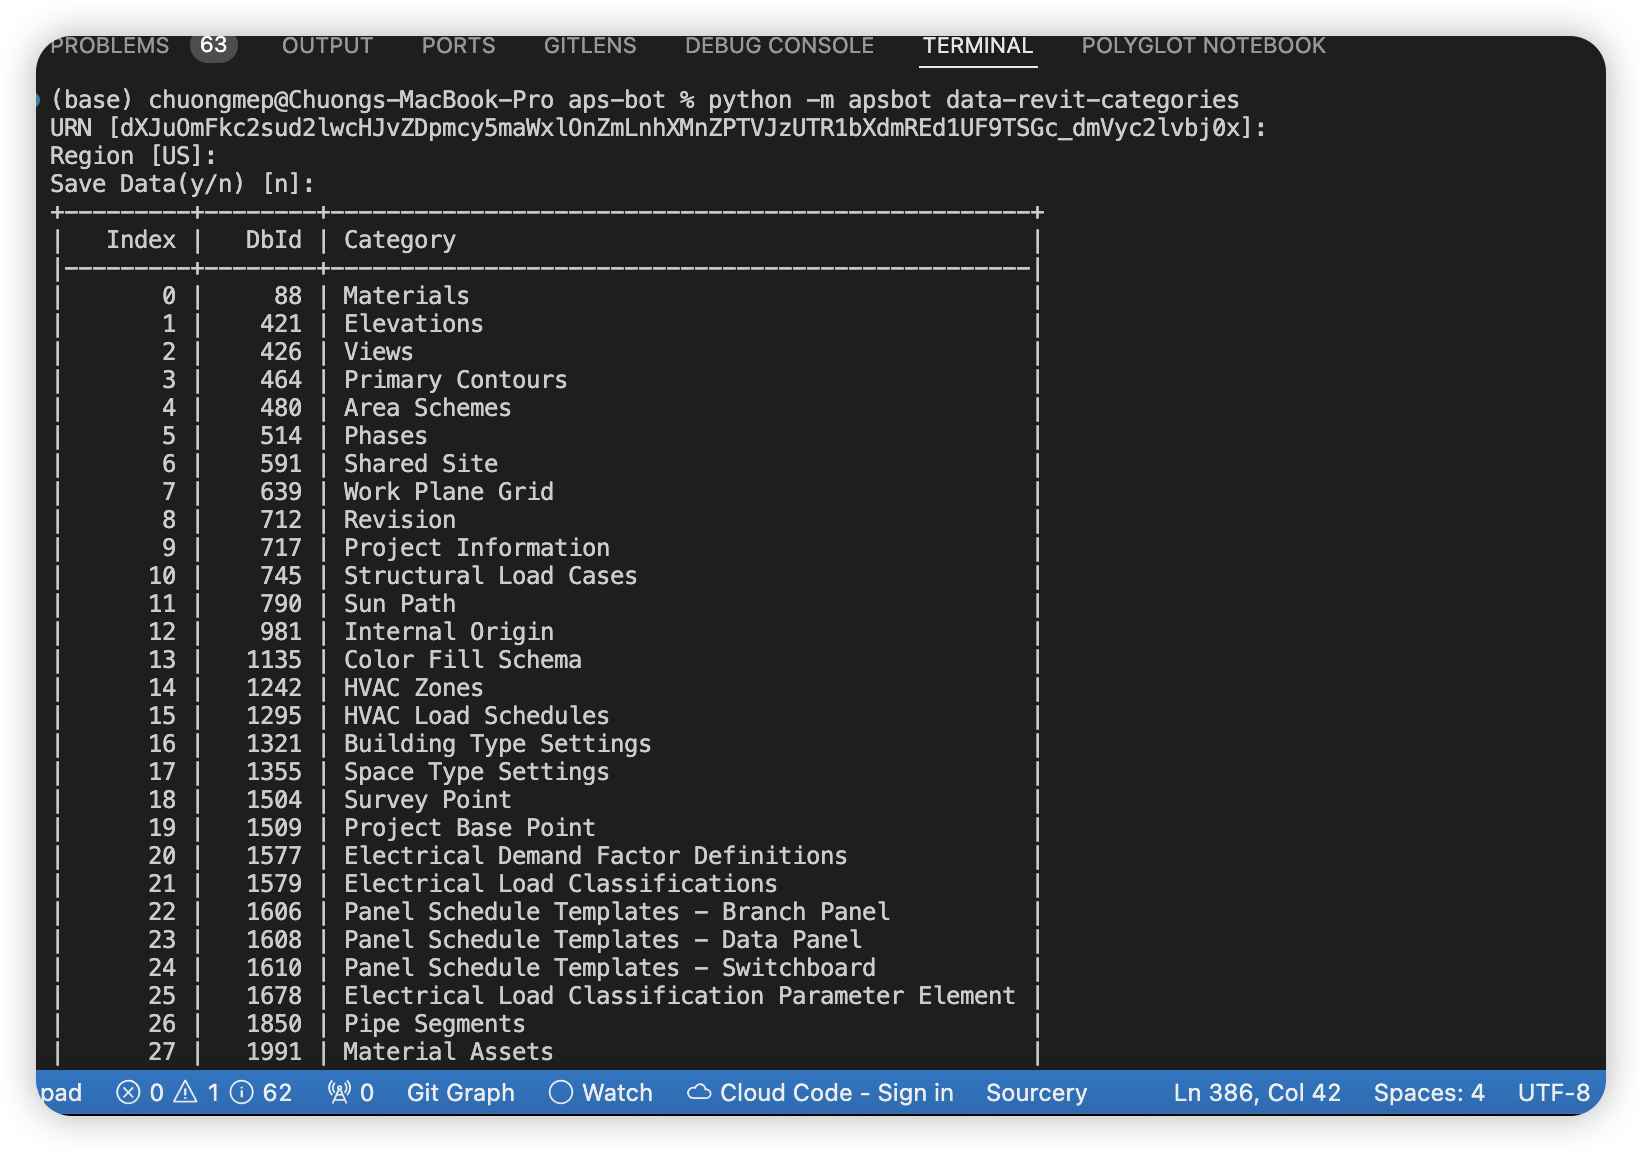 PROBLEMS 63 OUTPUT PORTS GITLENS DEBUG CONSOLE TERMINAL POLYGLOT NOTEBOOK
(base) chuongmep@Chuongs-MacBook-Pro aps-bot % python -m apsbot data-revit-categories
URN [dXJuOmFkc2sud2lwcHJvZDpmcy5maWxlOnZmLnhXMnZPTVJzUTR1bXdmREd1UF9TSGc_dmVyc2lvbj0x]:
Region [US]:
Save Data(y/n) [n]:
+---------+--------+--------------------------------------------------+
| Index | DbId | Category |
|---------+--------+--------------------------------------------------|
| 0 | 88 | Materials |
| 1 | 421 | Elevations |
| 2 | 426 | Views |
| 3 | 464 | Primary Contours |
| 4 | 480 | Area Schemes |
| 5 | 514 | Phases |
| 6 | 591 | Shared Site |
| 7 | 639 | Work Plane Grid |
| 8 | 712 | Revision |
| 9 | 717 | Project Information |
| 10 | 745 | Structural Load Cases |
| 11 | 790 | Sun Path |
| 12 | 981 | Internal Origin |
| 13 | 1135 | Color Fill Schema |
| 14 | 1242 | HVAC Zones |
| 15 | 1295 | HVAC Load Schedules |
| 16 | 1321 | Building Type Settings |
| 17 | 1355 | Space Type Settings |
| 18 | 1504 | Survey Point |
| 19 | 1509 | Project Base Point |
| 20 | 1577 | Electrical Demand Factor Definitions |
| 21 | 1579 | Electrical Load Classifications |
| 22 | 1606 | Panel Schedule Templates - Branch Panel |
| 23 | 1608 | Panel Schedule Templates - Data Panel |
| 24 | 1610 | Panel Schedule Templates - Switchboard |
| 25 | 1678 | Electrical Load Classification Parameter Element |
| 26 | 1850 | Pipe Segments |
| 27 | 1991 | Material Assets |
pad 0 1 62 0 Git Graph Watch Cloud Code - Sign in Sourcery Ln 386, Col 42 Spaces: 4 UTF-8